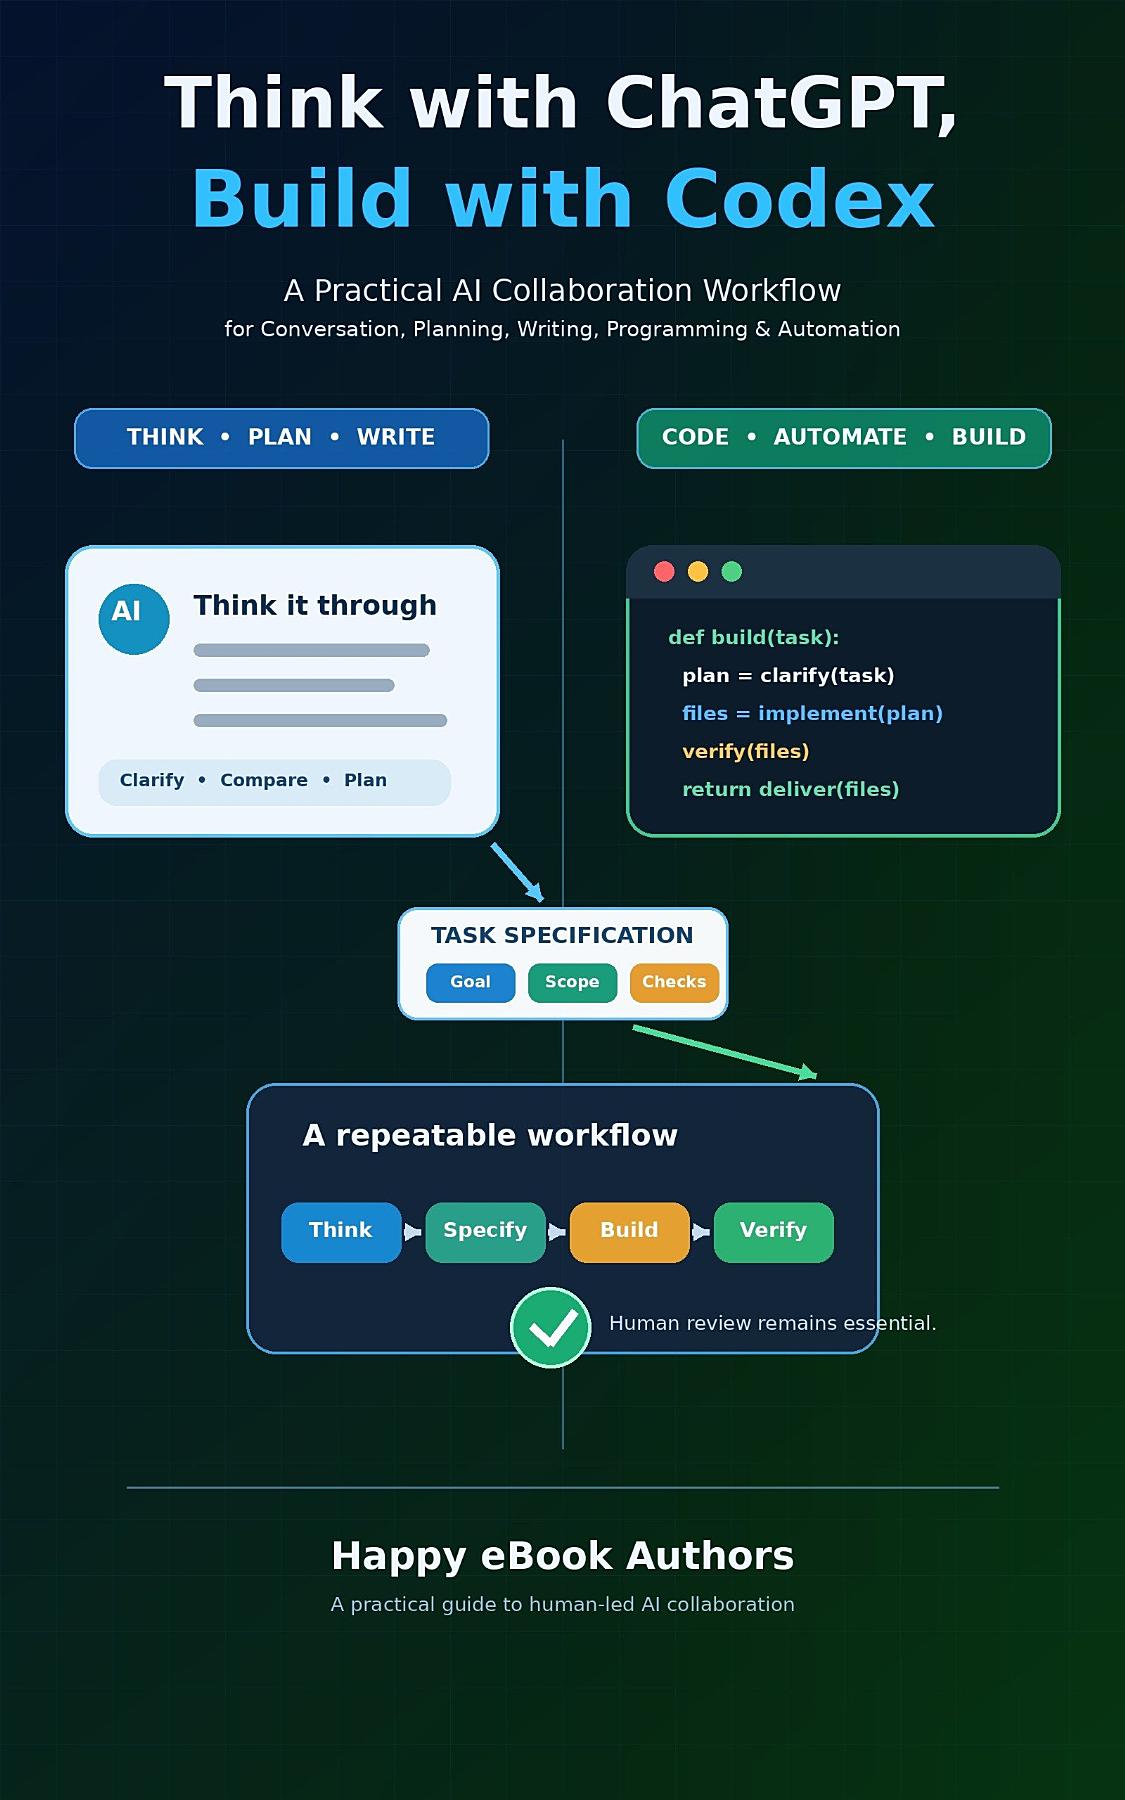 Think with ChatGPT,
Build with Codex
A Practical AI Collaboration Workflow
for Conversation, Planning, Writing, Programming & Automation
THINK • PLAN • WRITE
CODE • AUTOMATE • BUILD
AI
Think it through
Clarify • Compare • Plan
def build(task):
plan = clarify(task)
files = implement(plan)
verify(files)
return deliver(files)
TASK SPECIFICATION
Goal
Scope
Checks
A repeatable workflow
Think
Specify
Build
Verify
Human review remains essential.
Happy eBook Authors
A practical guide to human-led AI collaboration